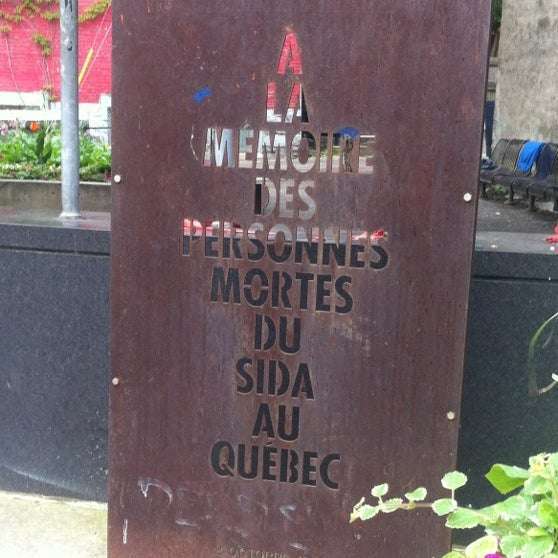 A
LA
MÉMOIRE
DES
PERSONNES
MORTES
DU
SIDA
AU
QUÉBEC